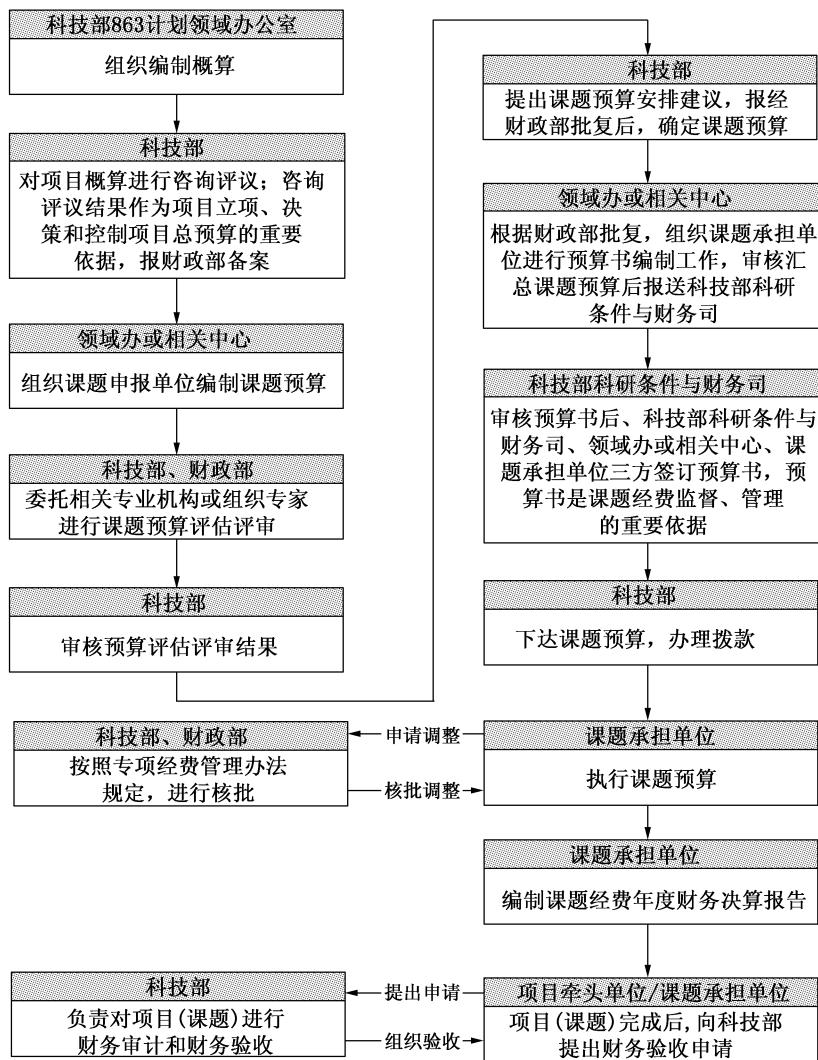 科技部863计划领域办公室
组织编制概算
科技部
对项目概算进行咨询评议；咨询
评议结果作为项目立项、决
策和控制项目总预算的重要
依据，报财政部备案
领域办或相关中心
组织课题申报单位编制课题预算
科技部、财政部
委托相关专业机构或组织专家
进行课题预算评估评审
科技部
审核预算评估评审结果
科技部
提出课题预算安排建议，报经
财政部批复后，确定课题预算
领域办或相关中心
根据财政部批复，组织课题承担单
位进行预算书编制工作，审核汇
总课题预算后报送科技部科研
条件与财务司
科技部科研条件与财务司
审核预算书后、科技部科研条件与
财务司、领域办或相关中心、课
题承担单位三方签订预算书，预
算书是课题经费监督、管理
的重要依据
科技部
下达课题预算，办理拨款
课题承担单位
执行课题预算
申请调整
核批调整
科技部、财政部
按照专项经费管理办法
规定，进行核批
课题承担单位
编制课题经费年度财务决算报告
项目牵头单位/课题承担单位
项目(课题)完成后,向科技部
提出财务验收申请
提出申请
组织验收
科技部
负责对项目(课题)进行
财务审计和财务验收